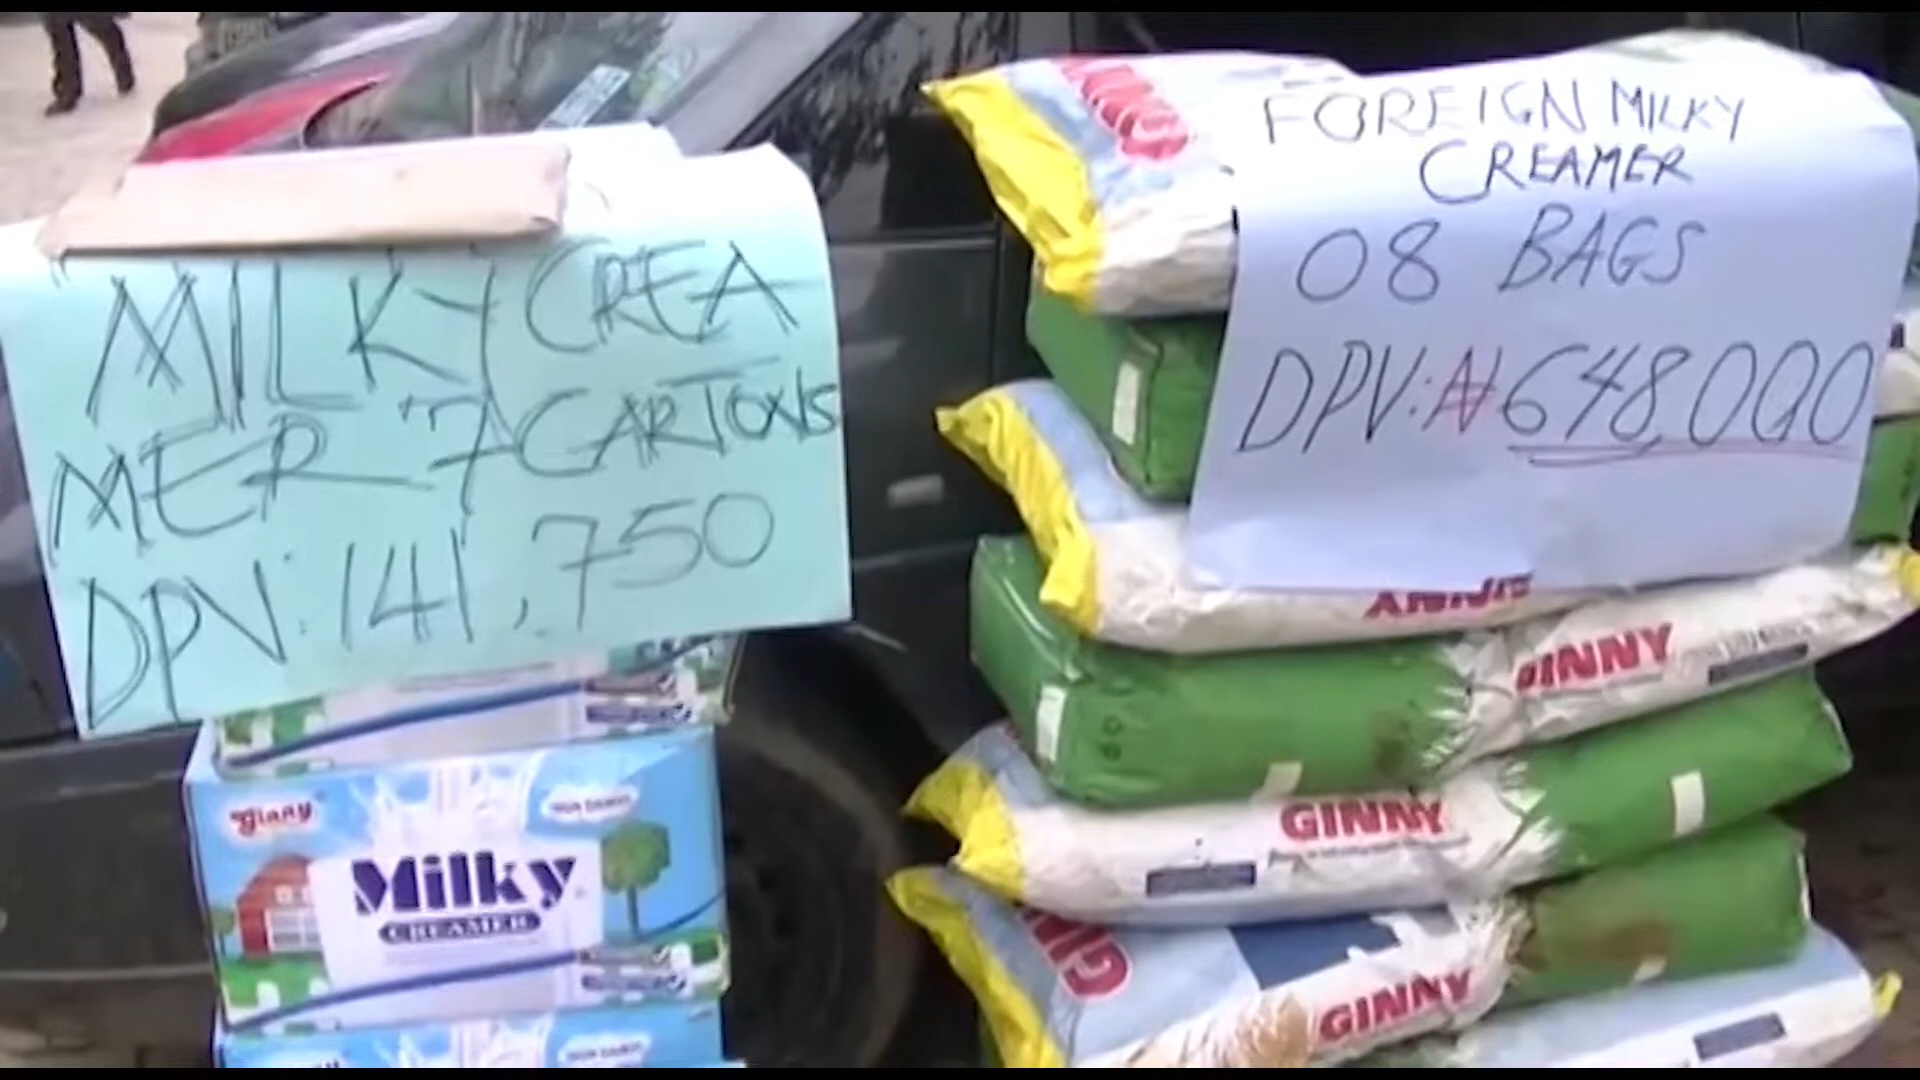 MILKY CREA
MER 7 CARTONS
DPV: 141,750
FOREIGN MILKY
CREAMER
08 BAGS
DPV: ₦648,000
Ginny
Milky
CREAMER
GINNY
GINNY
GINNY